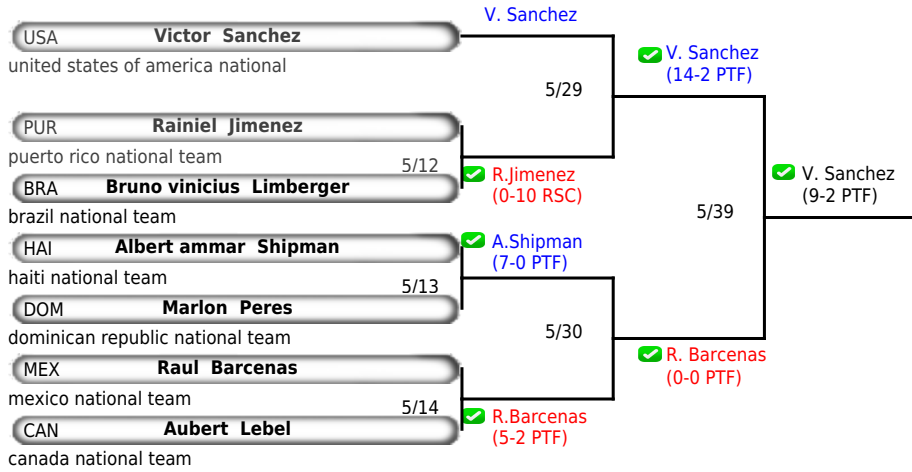 V. Sanchez
USA Victor Sanchez
united states of america national
V. Sanchez
(14-2 PTF)
5/29
PUR Rainiel Jimenez
puerto rico national team
5/12
R.Jimenez
(0-10 RSC)
V. Sanchez
(9-2 PTF)
BRA Bruno vinicius Limberger
brazil national team
5/39
HAI Albert ammar Shipman
haiti national team
A.Shipman
(7-0 PTF)
5/13
DOM Marlon Peres
dominican republic national team
5/30
MEX Raul Barcenas
mexico national team
R. Barcenas
(0-0 PTF)
5/14
R.Barcenas
(5-2 PTF)
CAN Aubert Lebel
canada national team